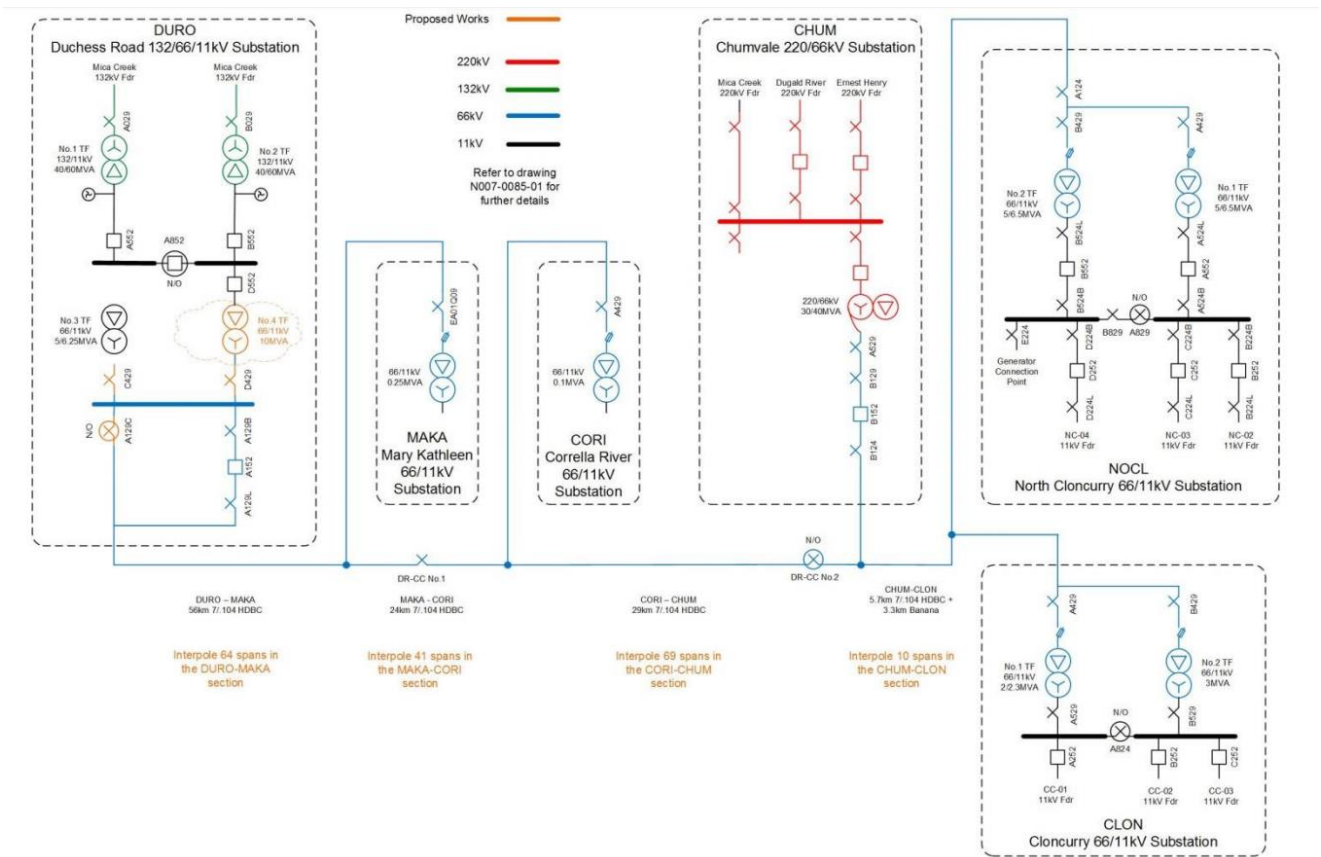 DURO
Duchess Road 132/66/11kV Substation
Mica Creek
132kV Fdr
Mica Creek
132kV Fdr
A029
B029
No.1 TF
132/11kV
40/60MVA
No.2 TF
132/11kV
40/60MVA
A552
A852
N/O
B552
D552
No.3 TF
66/11kV
5/6.25MVA
No.4 TF
66/11kV
10MVA
C429
D429
N/O
A129C
A129B
A152
A129L
Proposed Works
220kV
132kV
66kV
11kV
Refer to drawing
N007-0085-01 for
further details
EA01Q09
66/11kV
0.25MVA
MAKA
Mary Kathleen
66/11kV
Substation
A429
66/11kV
0.1MVA
CORI
Corrella River
66/11kV
Substation
CHUM
Chumvale 220/66kV Substation
Mica Creek
220kV Fdr
Dugald River
220kV Fdr
Ernest Henry
220kV Fdr
220/66kV
30/40MVA
A529
B129
B152
B124
A124
B429
A429
No.2 TF
66/11kV
5/6.5MVA
No.1 TF
66/11kV
5/6.5MVA
B524L
A524L
B552
A552
B524B
A524B
N/O
B829
A829
E224
Generator
Connection
Point
D224B
C224B
B224B
D252
C252
B252
D224L
C224L
B224L
NC-04
11kV Fdr
NC-03
11kV Fdr
NC-02
11kV Fdr
NOCL
North Cloncurry 66/11kV Substation
DR-CC No.1
N/O
DR-CC No.2
DURO – MAKA
56km 7/.104 HDBC
MAKA - CORI
24km 7/.104 HDBC
CORI – CHUM
29km 7/.104 HDBC
CHUM-CLON
5.7km 7/.104 HDBC +
3.3km Banana
Interpole 64 spans in
the DURO-MAKA
section
Interpole 41 spans in
the MAKA-CORI
section
Interpole 69 spans in
the CORI-CHUM
section
Interpole 10 spans in
the CHUM-CLON
section
A429
B429
No.1 TF
66/11kV
2/2.3MVA
No.2 TF
66/11kV
3MVA
A529
N/O
B529
A824
A252
B252
C252
CC-01
11kV Fdr
CC-02
11kV Fdr
CC-03
11kV Fdr
CLON
Cloncurry 66/11kV Substation